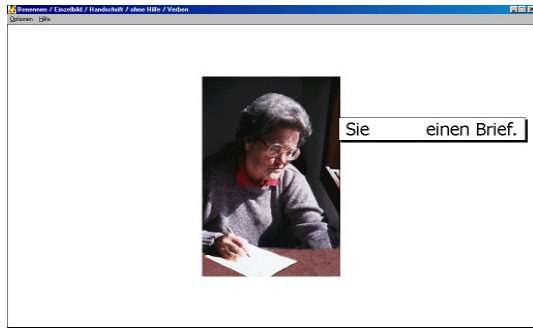 Benennen / Einzelbild / Handschrift / ohne Hilfe / Verben
Optionen Hilfe
Sie einen Brief.